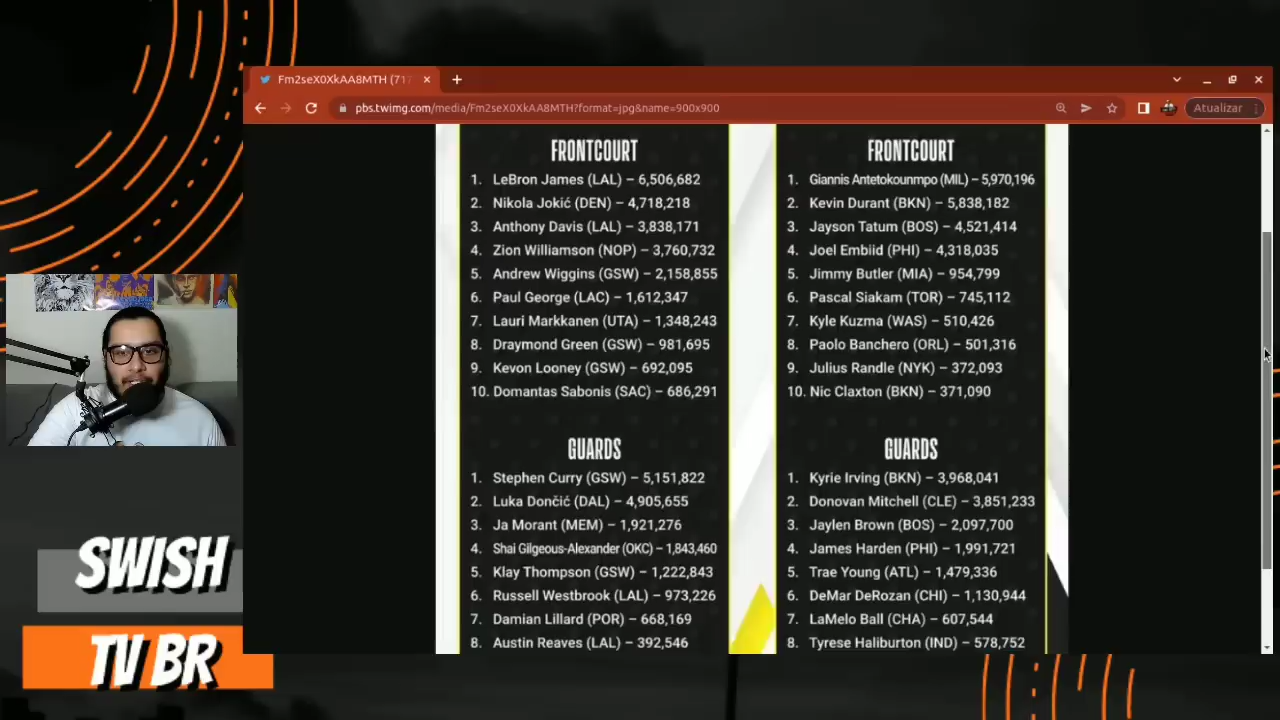 Fm2seX0XkAA8MTH (717
pbs.twimg.com/media/Fm2seX0XkAA8MTH?format=jpg&name=900x900
Atualizar
FRONTCOURT
1. LeBron James (LAL) – 6,506,682
2. Nikola Jokić (DEN) – 4,718,218
3. Anthony Davis (LAL) – 3,838,171
4. Zion Williamson (NOP) – 3,760,732
5. Andrew Wiggins (GSW) – 2,158,855
6. Paul George (LAC) – 1,612,347
7. Lauri Markkanen (UTA) – 1,348,243
8. Draymond Green (GSW) – 981,695
9. Kevon Looney (GSW) – 692,095
10. Domantas Sabonis (SAC) – 686,291
GUARDS
1. Stephen Curry (GSW) – 5,151,822
2. Luka Dončić (DAL) – 4,905,655
3. Ja Morant (MEM) – 1,921,276
4. Shai Gilgeous-Alexander (OKC) – 1,843,460
5. Klay Thompson (GSW) – 1,222,843
6. Russell Westbrook (LAL) – 973,226
7. Damian Lillard (POR) – 668,169
8. Austin Reaves (LAL) – 392,546
FRONTCOURT
1. Giannis Antetokounmpo (MIL) – 5,970,196
2. Kevin Durant (BKN) – 5,838,182
3. Jayson Tatum (BOS) – 4,521,414
4. Joel Embiid (PHI) – 4,318,035
5. Jimmy Butler (MIA) – 954,799
6. Pascal Siakam (TOR) – 745,112
7. Kyle Kuzma (WAS) – 510,426
8. Paolo Banchero (ORL) – 501,316
9. Julius Randle (NYK) – 372,093
10. Nic Claxton (BKN) – 371,090
GUARDS
1. Kyrie Irving (BKN) – 3,968,041
2. Donovan Mitchell (CLE) – 3,851,233
3. Jaylen Brown (BOS) – 2,097,700
4. James Harden (PHI) – 1,991,721
5. Trae Young (ATL) – 1,479,336
6. DeMar DeRozan (CHI) – 1,130,944
7. LaMelo Ball (CHA) – 607,544
8. Tyrese Haliburton (IND) – 578,752
SWISH
TV BR